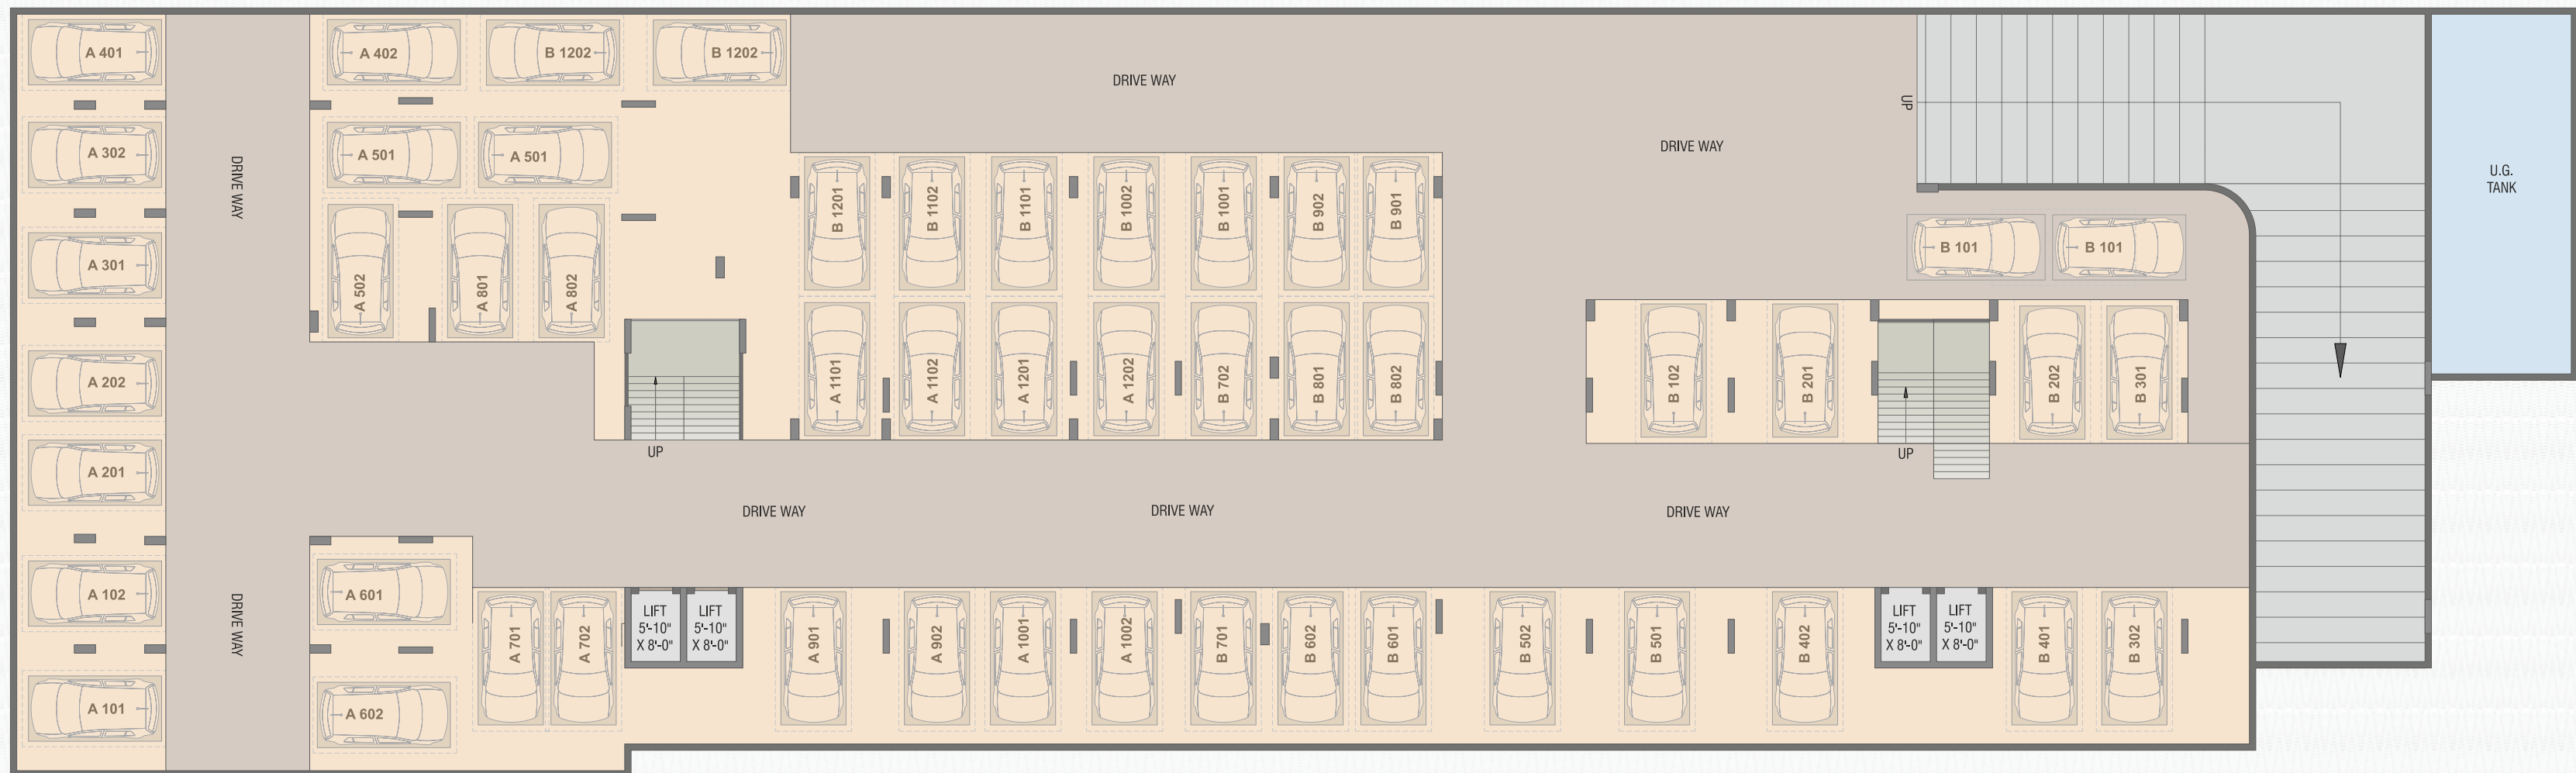 A 401
A 402
B 1202
B 1202
DRIVE WAY
UP
A 302
A 501
A 501
DRIVE WAY
DRIVE WAY
U.G.
TANK
B 1201
B 1102
B 1101
B 1002
B 1001
B 902
B 901
A 301
A 502
A 801
A 802
B 101
B 101
A 202
A 1101
A 1102
A 1201
A 1202
B 702
B 801
B 802
B 102
B 201
B 202
B 301
A 201
UP
UP
DRIVE WAY
DRIVE WAY
DRIVE WAY
A 102
A 601
DRIVE WAY
A 701
A 702
LIFT
5'-10"
X 8'-0"
LIFT
5'-10"
X 8'-0"
A 901
A 902
A 1001
A 1002
B 701
B 602
B 601
B 502
B 501
B 402
LIFT
5'-10"
X 8'-0"
LIFT
5'-10"
X 8'-0"
B 401
B 302
A 101
A 602